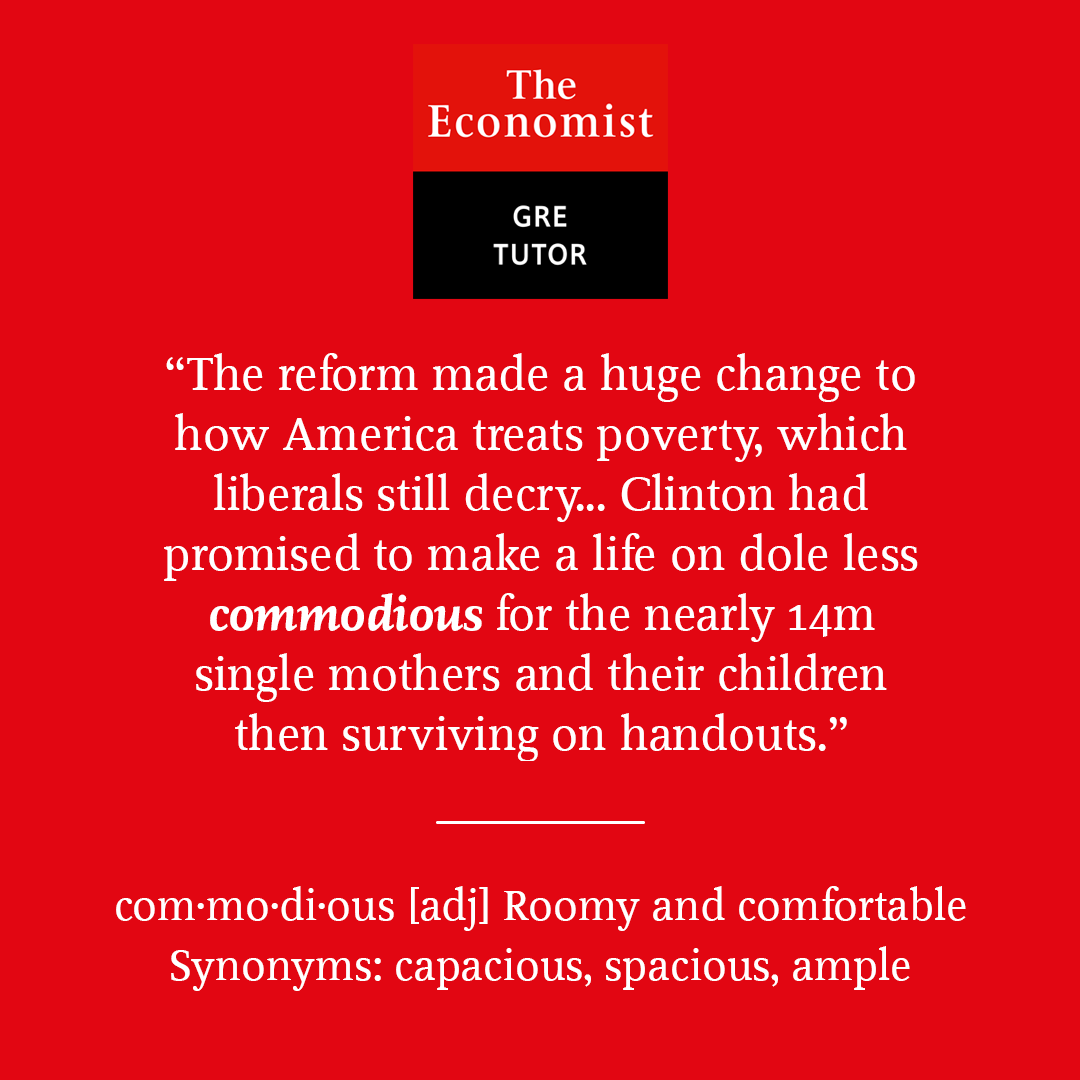 The
Economist
GRE
TUTOR
“The reform made a huge change to
how America treats poverty, which
liberals still decry... Clinton had
promised to make a life on dole less
commodious for the nearly 14m
single mothers and their children
then surviving on handouts.”
com·mo·di·ous [adj] Roomy and comfortable
Synonyms: capacious, spacious, ample